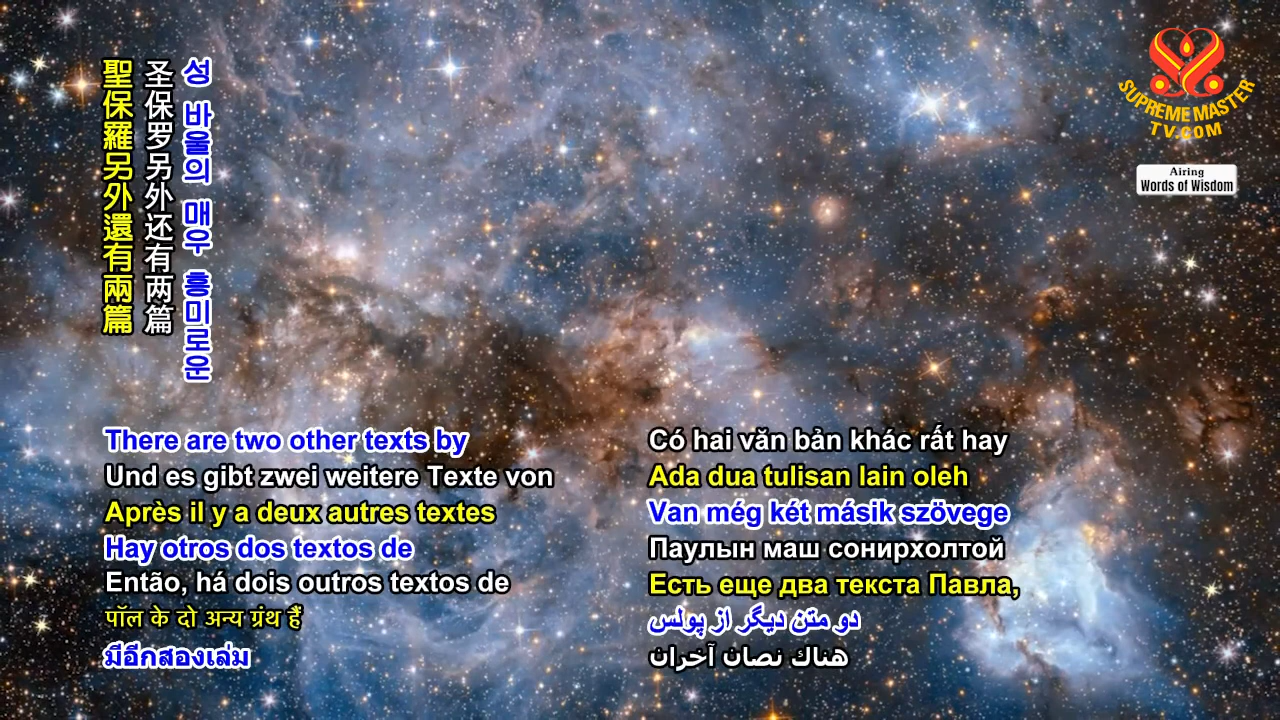 聖保羅另外還有兩篇
圣保罗另外还有两篇
성 바울의 매우 흥미로운
SUPREME MASTER
TV.COM
Airing
Words of Wisdom
There are two other texts by
Und es gibt zwei weitere Texte von
Après il y a deux autres textes
Hay otros dos textos de
Então, há dois outros textos de
पॉल के दो अन्य ग्रंथ हैं
มีอีกสองเล่ม
Có hai văn bản khác rất hay
Ada dua tulisan lain oleh
Van még két másik szövege
Паулын маш сонирхолтой
Есть еще два текста Павла,
دو متن دیگر از پولس
هناك نصان آخران